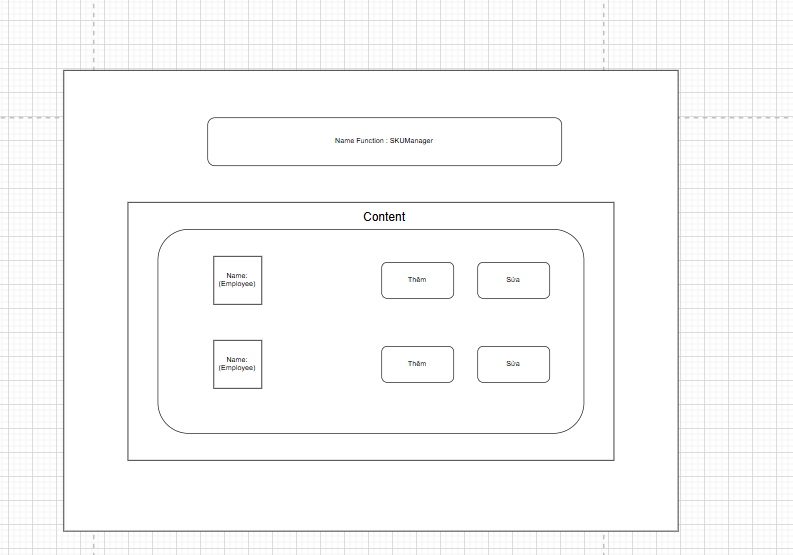 Name Function : SKUManager
Content
Name:
(Employee)
Thêm
Sửa
Name:
(Employee)
Thêm
Sửa